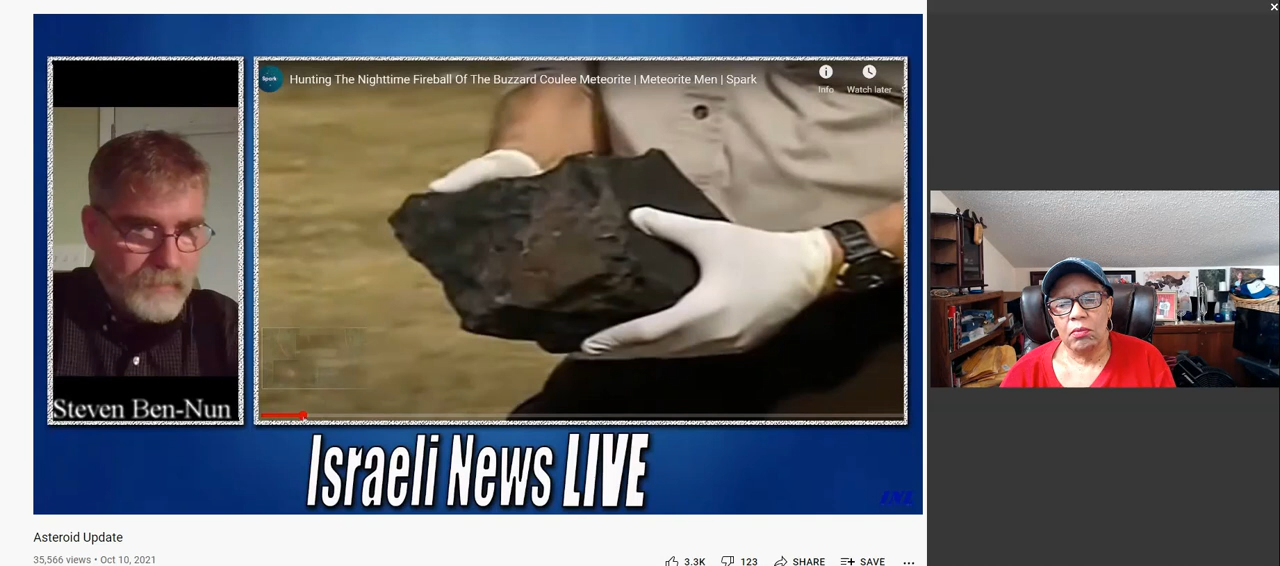 Spark
Hunting The Nighttime Fireball Of The Buzzard Coulee Meteorite | Meteorite Men | Spark
Info
Watch later
Steven Ben-Nun
Israeli News LIVE
INL
Asteroid Update
35,566 views • Oct 10, 2021
3.3K
123
SHARE
SAVE